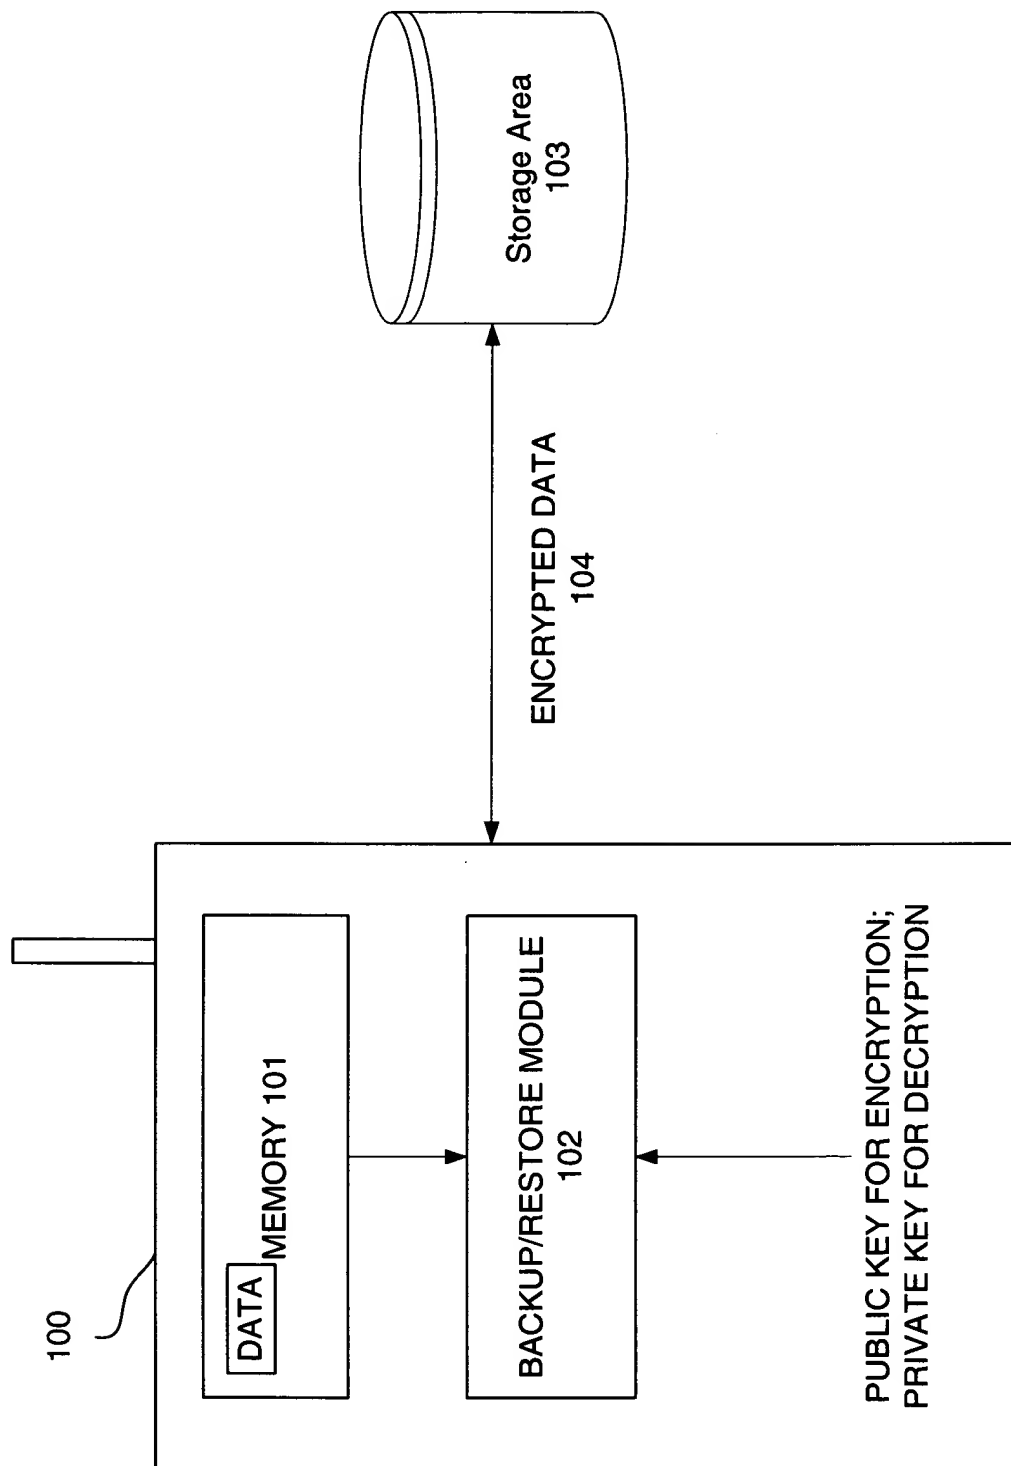 100
DATA
MEMORY 101
BACKUP/RESTORE MODULE
102
PUBLIC KEY FOR ENCRYPTION;
PRIVATE KEY FOR DECRYPTION
ENCRYPTED DATA
104
Storage Area
103